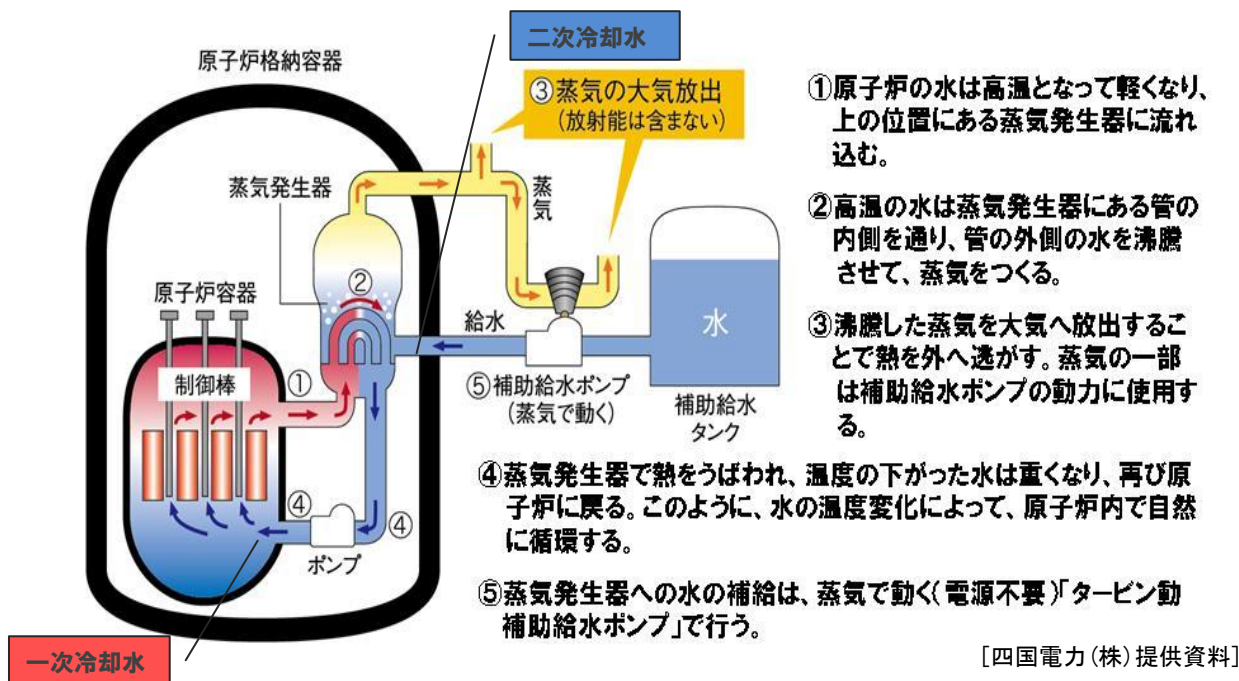 二次冷却水
原子炉格納容器
③蒸気の大気放出
(放射能は含まない)
蒸気発生器
蒸気
②
原子炉容器
制御棒
①
給水
水
⑤補助給水ポンプ
(蒸気で動く)
補助給水
タンク
④
④
ポンプ
一次冷却水
①原子炉の水は高温となって軽くなり、
上の位置にある蒸気発生器に流れ
込む。
②高温の水は蒸気発生器にある管の
内側を通り、管の外側の水を沸騰
させて、蒸気をつくる。
③沸騰した蒸気を大気へ放出するこ
とで熱を外へ逃がす。蒸気の一部
は補助給水ポンプの動力に使用す
る。
④蒸気発生器で熱をうばわれ、温度の下がった水は重くなり、再び原
子炉に戻る。このように、水の温度変化によって、原子炉内で自然
に循環する。
⑤蒸気発生器への水の補給は、蒸気で動く(電源不要)「タービン動
補助給水ポンプ」で行う。
[四国電力(株)提供資料]